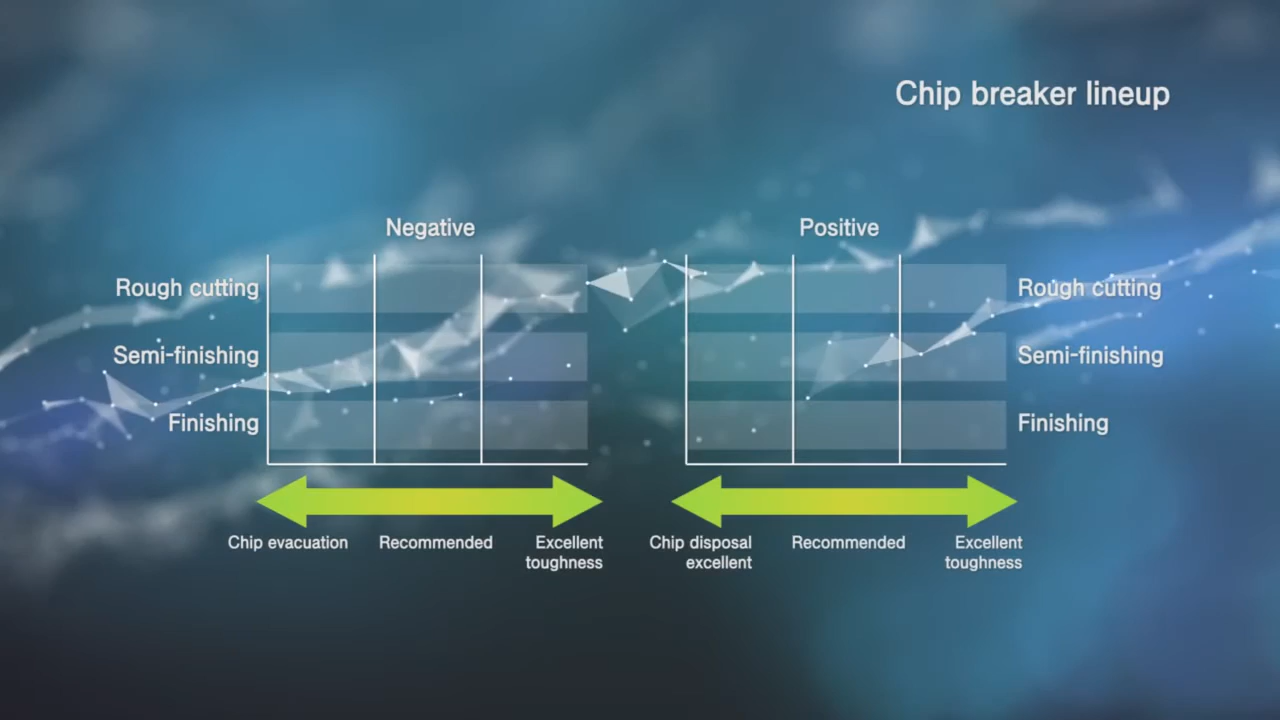 Chip breaker lineup
Negative
Rough cutting
Semi-finishing
Finishing
Chip evacuation
Recommended
Excellent
toughness
Positive
Rough cutting
Semi-finishing
Finishing
Chip disposal
excellent
Recommended
Excellent
toughness